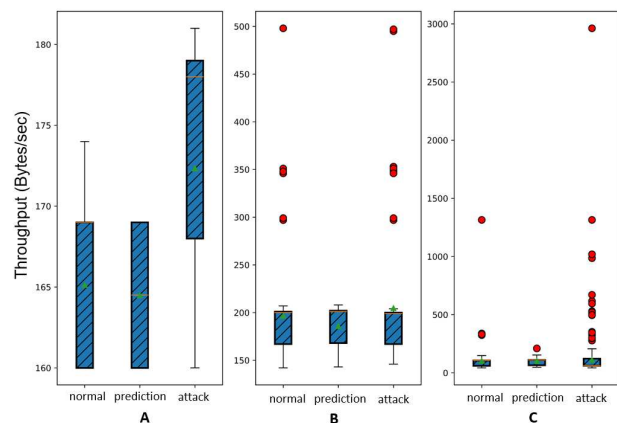 Throughput (Bytes/sec)
180
175
170
165
160
normal prediction attack
A
500
450
400
350
300
250
200
150
normal prediction attack
B
3000
2500
2000
1500
1000
500
0
normal prediction attack
C